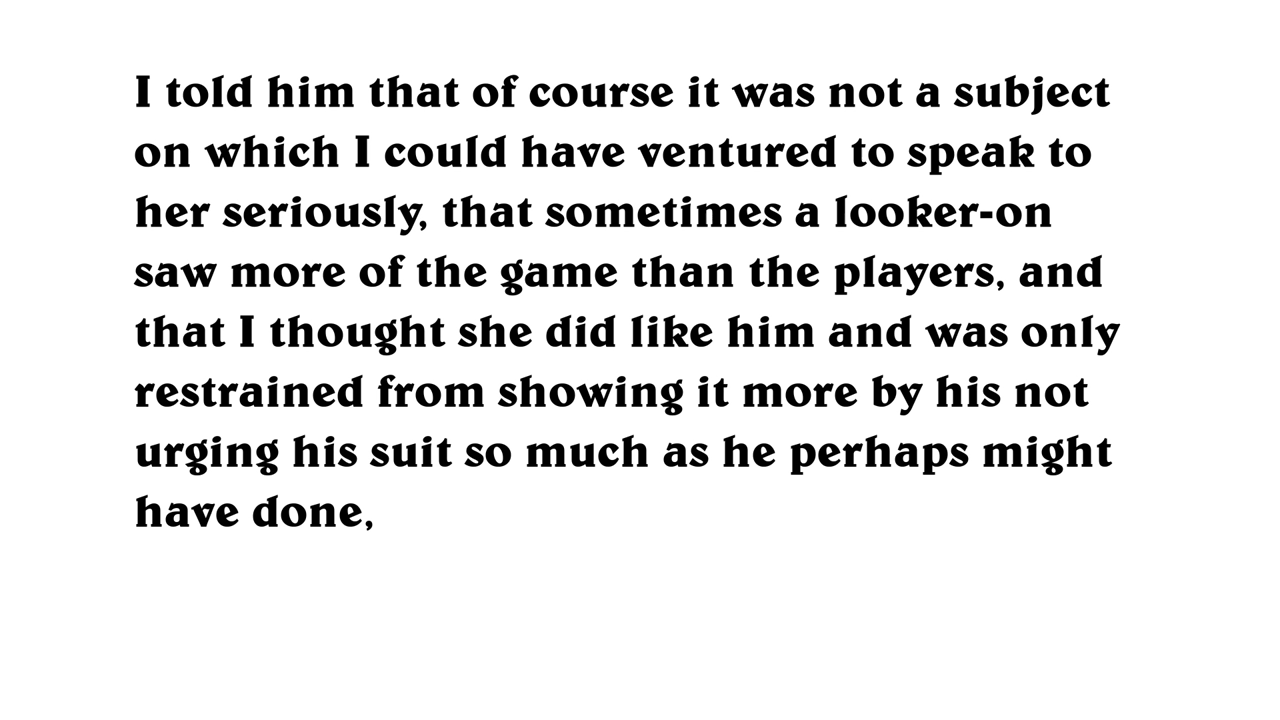 I told him that of course it was not a subject
on which I could have ventured to speak to
her seriously, that sometimes a looker-on
saw more of the game than the players, and
that I thought she did like him and was only
restrained from showing it more by his not
urging his suit so much as he perhaps might
have done,